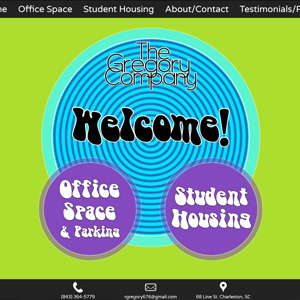 me Office Space Student Housing About/Contact Testimonials/F
The
Gregory
Company
Welcome!
Office
Space
& Parking
Student
Housing
(843) 364-5779 rgregory676@gmail.com 68 Line St. Charleston, SC